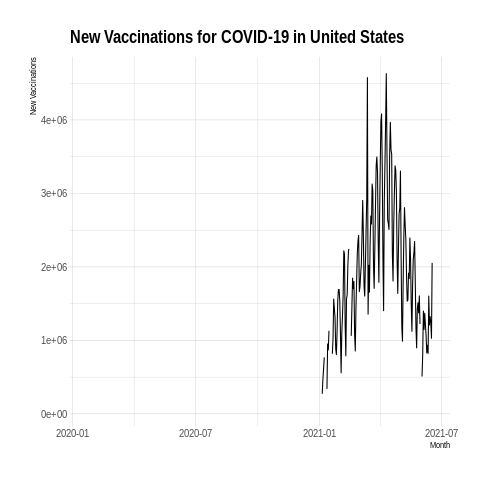 New Vaccinations for COVID-19 in United States
New Vaccinations
4e+06
3e+06
2e+06
1e+06
0e+00
2020-01 2020-07 2021-01 2021-07
Month